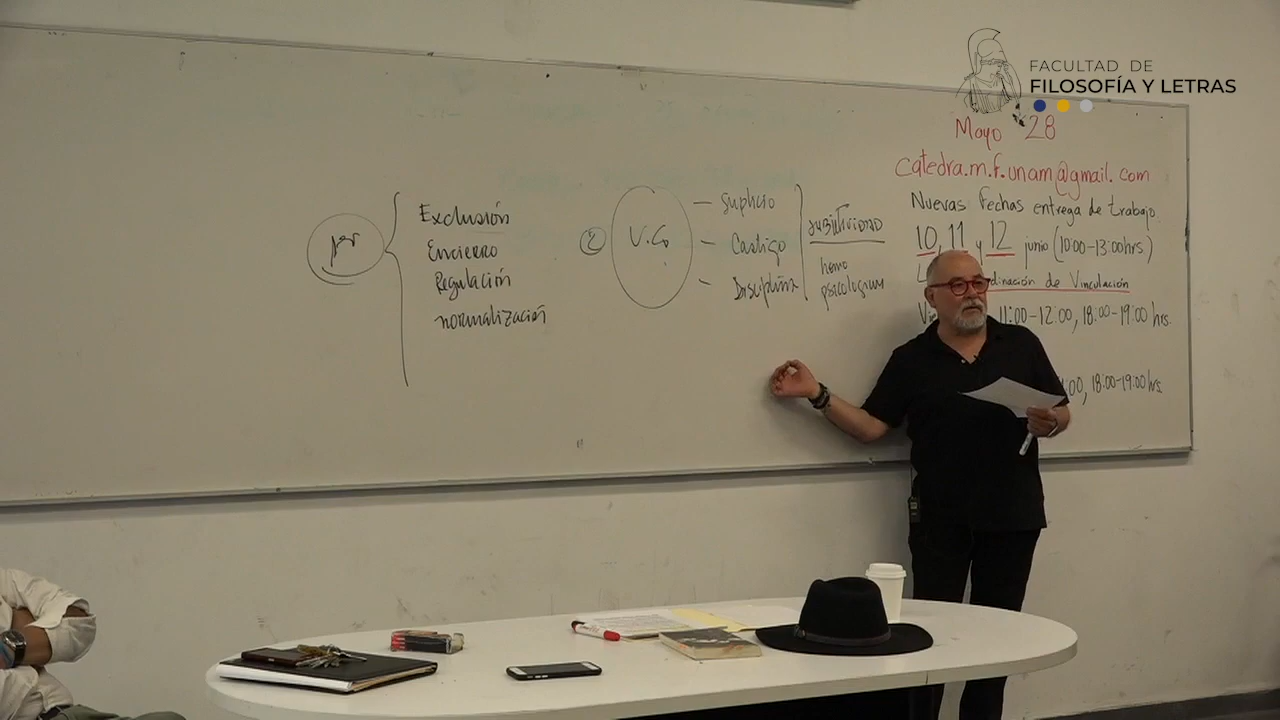 FACULTAD DE
FILOSOFÍA Y LETRAS
Mayo 28
catedra.m.f.unam@gmail.com
Nuevas fechas entrega de trabajo.
10, 11 y 12 junio (10:00-13:00hrs)
dinación de Vinculación
11:00-12:00, 18:00-19:00 hrs.
00, 18:00-19:00 hrs
Exclusión
Encierro
Regulación
normalización
2
Suplicio
Castigo
Disciplina
SUBJETIVIDAD
homo